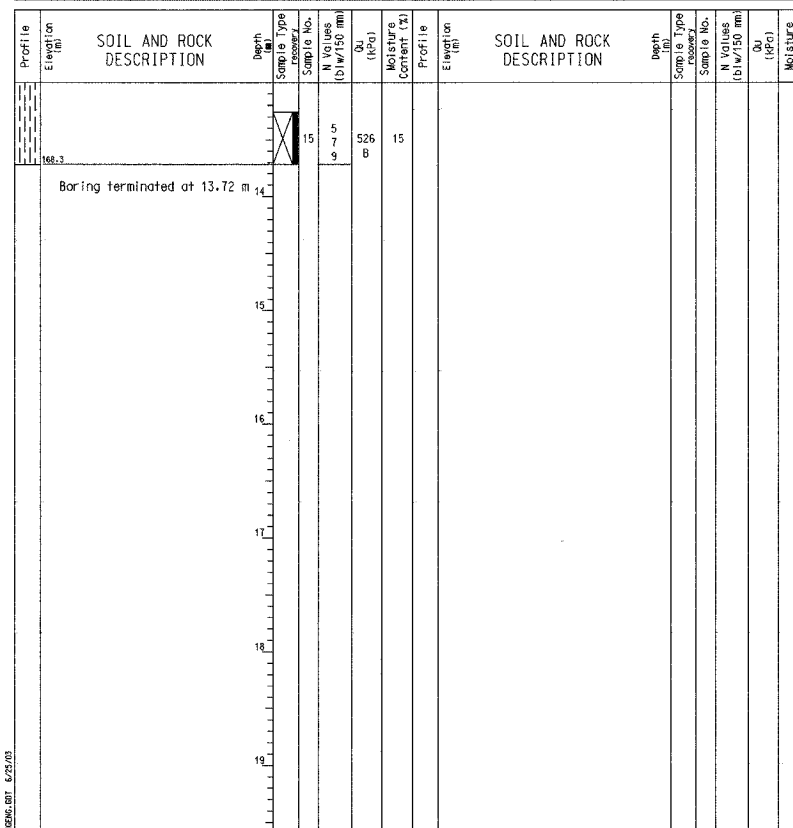 Profile
Elevation (m)
SOIL AND ROCK
DESCRIPTION
Depth (m)
Sample Type
recovery
Sample No.
N Values
(blw/150 mm)
Qu
(kPa)
Moisture
Content (%)
Profile
Elevation
(m)
SOIL AND ROCK
DESCRIPTION
Depth
(m)
Sample Type
recovery
Sample No.
N Values
(blw/150 mm)
Qu
(kPa)
Moisture
15
5
7
9
526
B
15
168.3
Boring terminated at 13.72 m
14
15
16
17
18
19
6/25/03